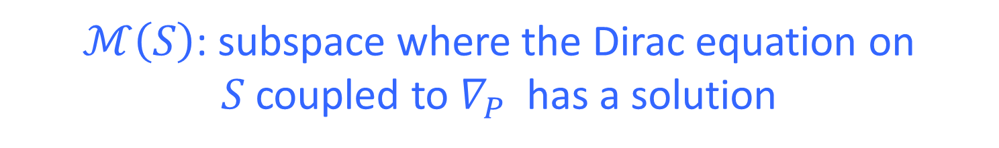 ℳ(𝑆): subspace where the Dirac equation on
𝑆 coupled to ∇_P has a solution